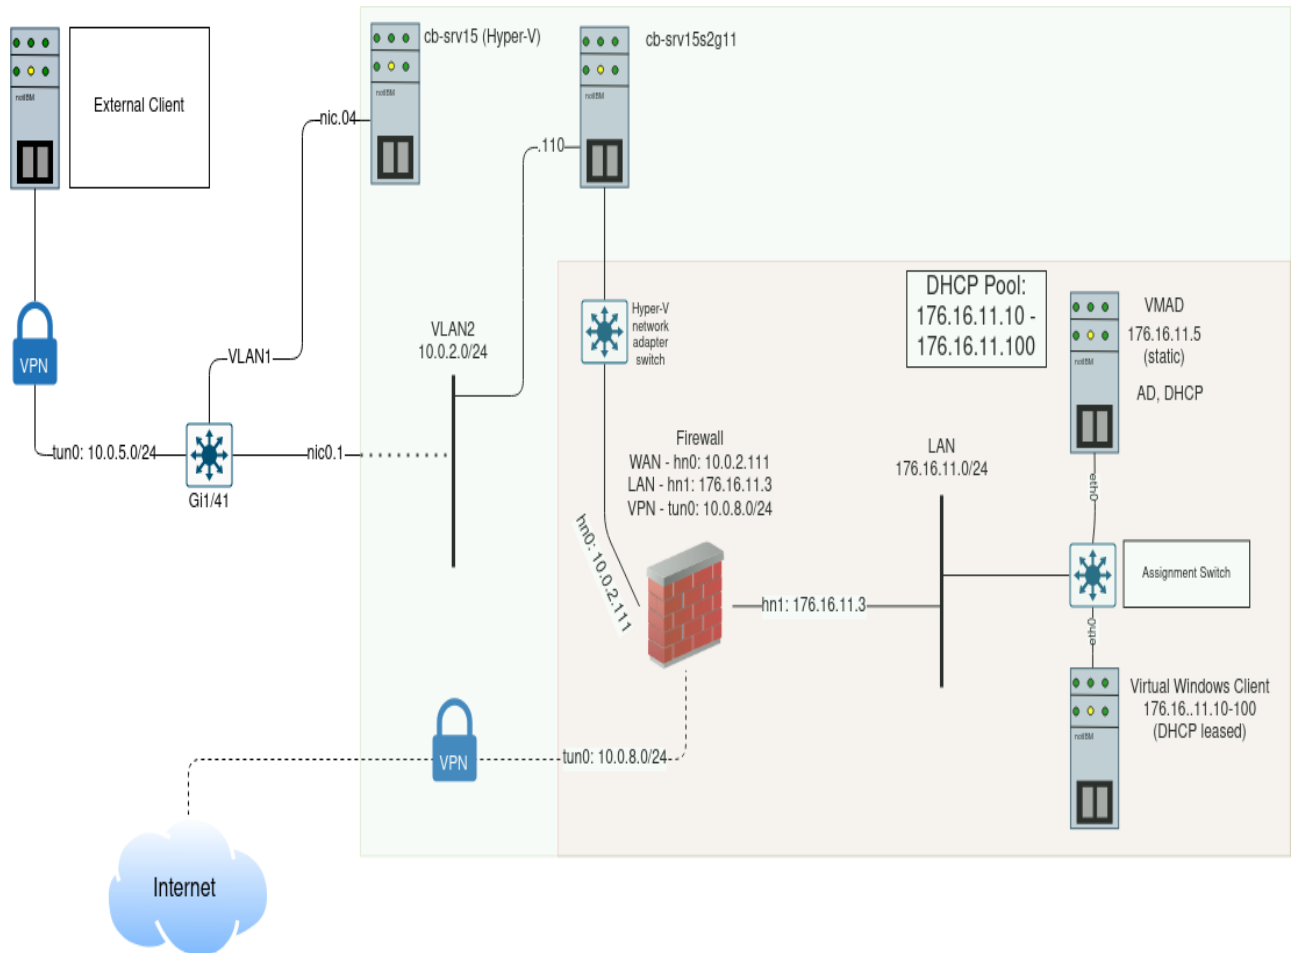 cb-srv15 (Hyper-V)
cb-srv15s2g11
notIBM
notIBM
notIBM
External Client
nic.04
.110
VPN
VLAN1
VLAN2
10.0.2.0/24
Hyper-V
network
adapter
switch
DHCP Pool:
176.16.11.10 -
176.16.11.100
VMAD
176.16.11.5
(static)
AD, DHCP
notIBM
tun0: 10.0.5.0/24
nic0.1
Gi1/41
Firewall
WAN - hn0: 10.0.2.111
LAN - hn1: 176.16.11.3
VPN - tun0: 10.0.8.0/24
LAN
176.16.11.0/24
eth0
hn0: 10.0.2.111
Assignment Switch
hn1: 176.16.11.3
eth0
Virtual Windows Client
176.16..11.10-100
(DHCP leased)
notIBM
VPN
tun0: 10.0.8.0/24
Internet